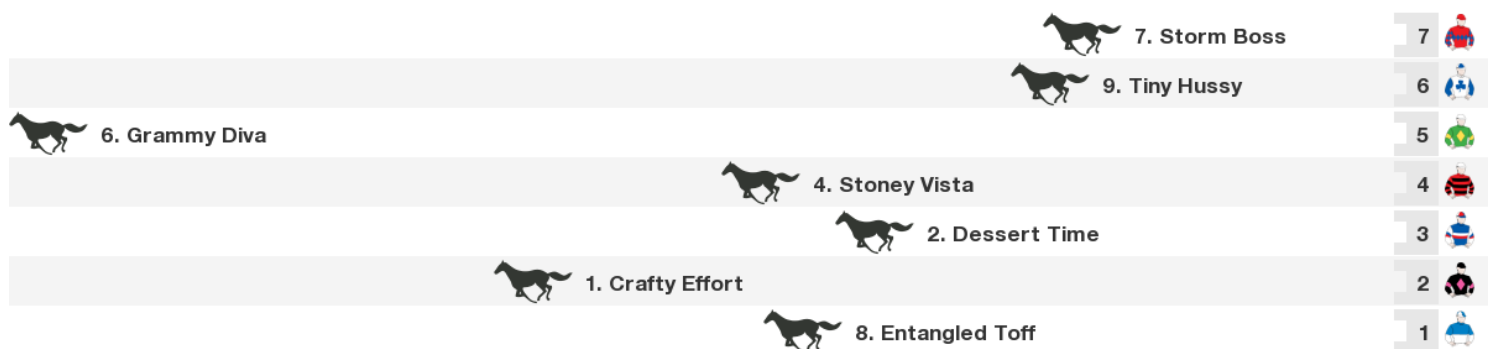 7. Storm Boss 7
9. Tiny Hussy 6
6. Grammy Diva 5
4. Stoney Vista 4
2. Dessert Time 3
1. Crafty Effort 2
8. Entangled Toff 1